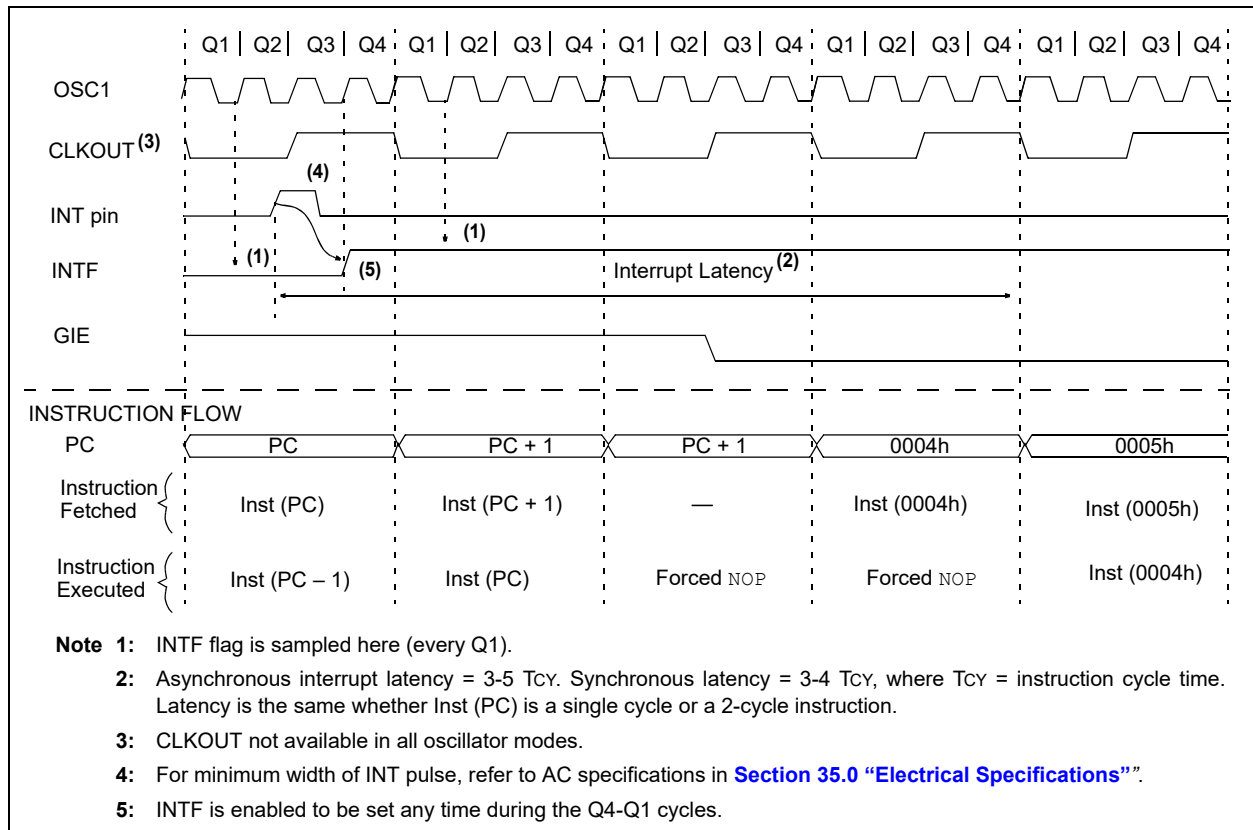 Q1 Q2 Q3 Q4 Q1 Q2 Q3 Q4 Q1 Q2 Q3 Q4 Q1 Q2 Q3 Q4 Q1 Q2 Q3 Q4
OSC1
CLKOUT (3)
(4)
INT pin
(1) (1)
INTF
(5)
Interrupt Latency (2)
GIE
INSTRUCTION FLOW
PC PC PC + 1 PC + 1 0004h 0005h
Instruction
Fetched
Inst (PC) Inst (PC + 1) — Inst (0004h) Inst (0005h)
Instruction
Executed
Inst (PC – 1) Inst (PC) Forced NOP Forced NOP Inst (0004h)
Note 1: INTF flag is sampled here (every Q1).
2: Asynchronous interrupt latency = 3-5 TCY. Synchronous latency = 3-4 TCY, where TCY = instruction cycle time.
Latency is the same whether Inst (PC) is a single cycle or a 2-cycle instruction.
3: CLKOUT not available in all oscillator modes.
4: For minimum width of INT pulse, refer to AC specifications in Section 35.0 “Electrical Specifications””.
5: INTF is enabled to be set any time during the Q4-Q1 cycles.